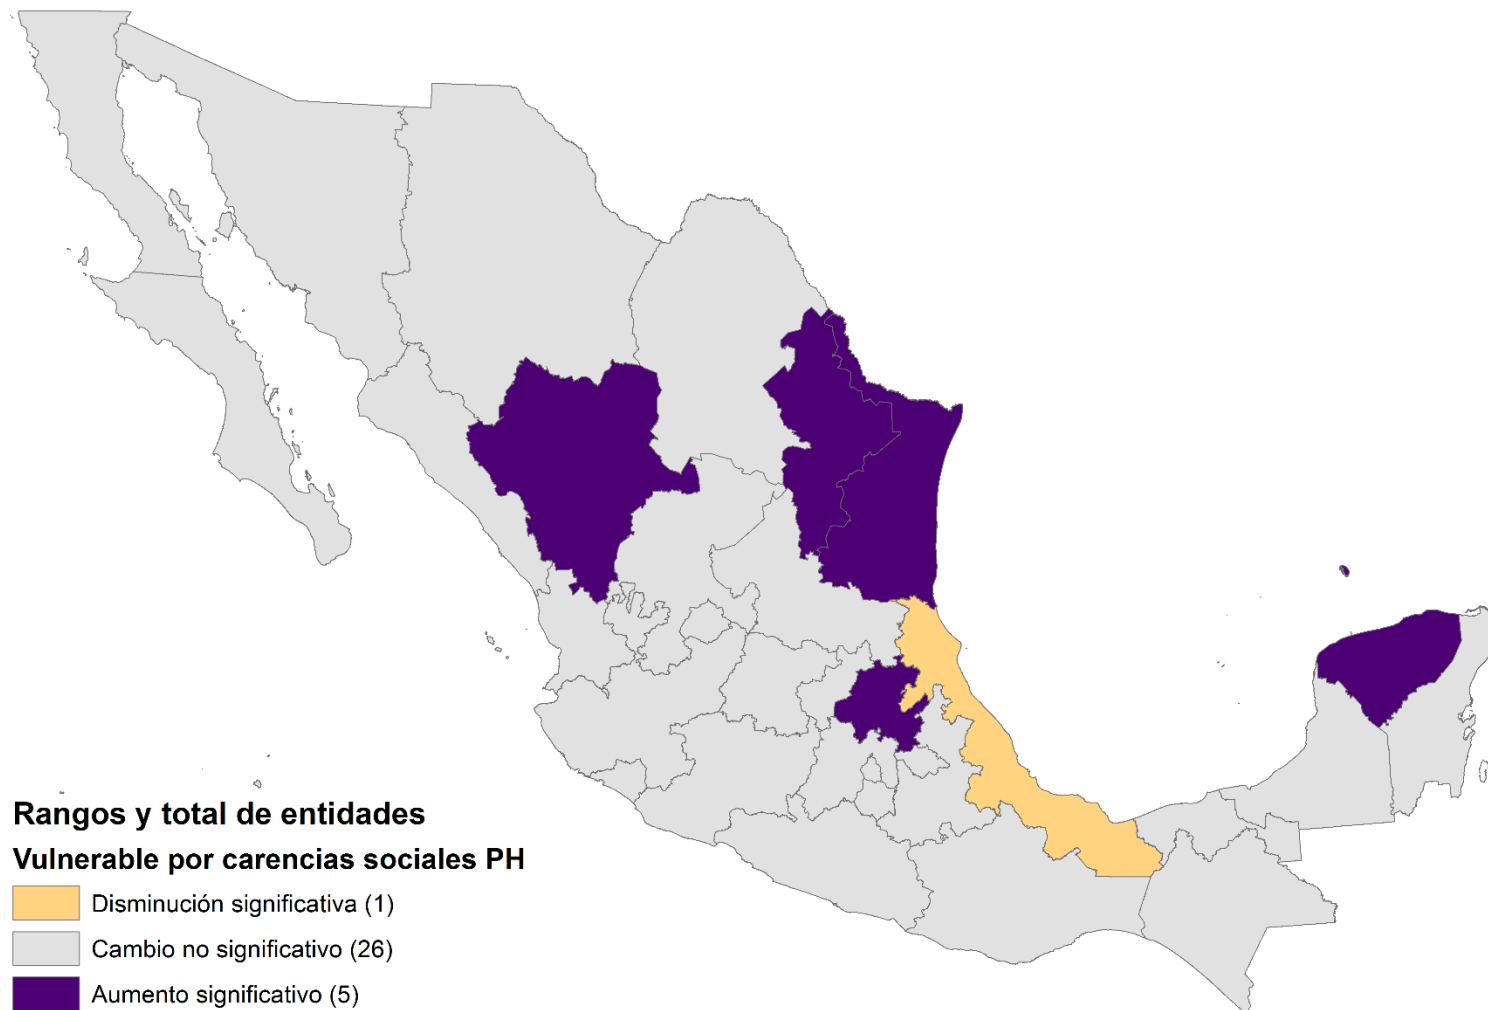 Rangos y total de entidades
Vulnerable por carencias sociales PH
Disminución significativa (1)
Cambio no significativo (26)
Aumento significativo (5)